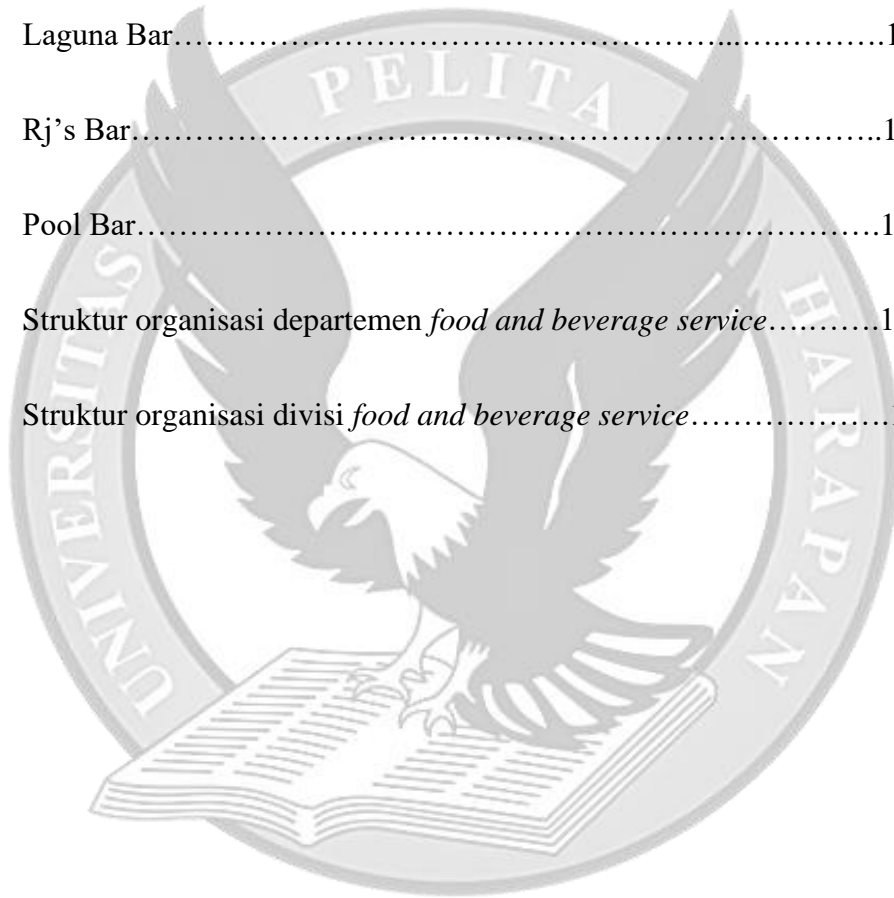 Laguna Bar……………………………………………………...….……….1
Rj’s Bar………………………………………………………………..1
Pool Bar…………………………………………………………….1
Struktur organisasi departemen food and beverage service….…….1
Struktur organisasi divisi food and beverage service……………….1
UNIVERSITAS PELITA HARAPAN